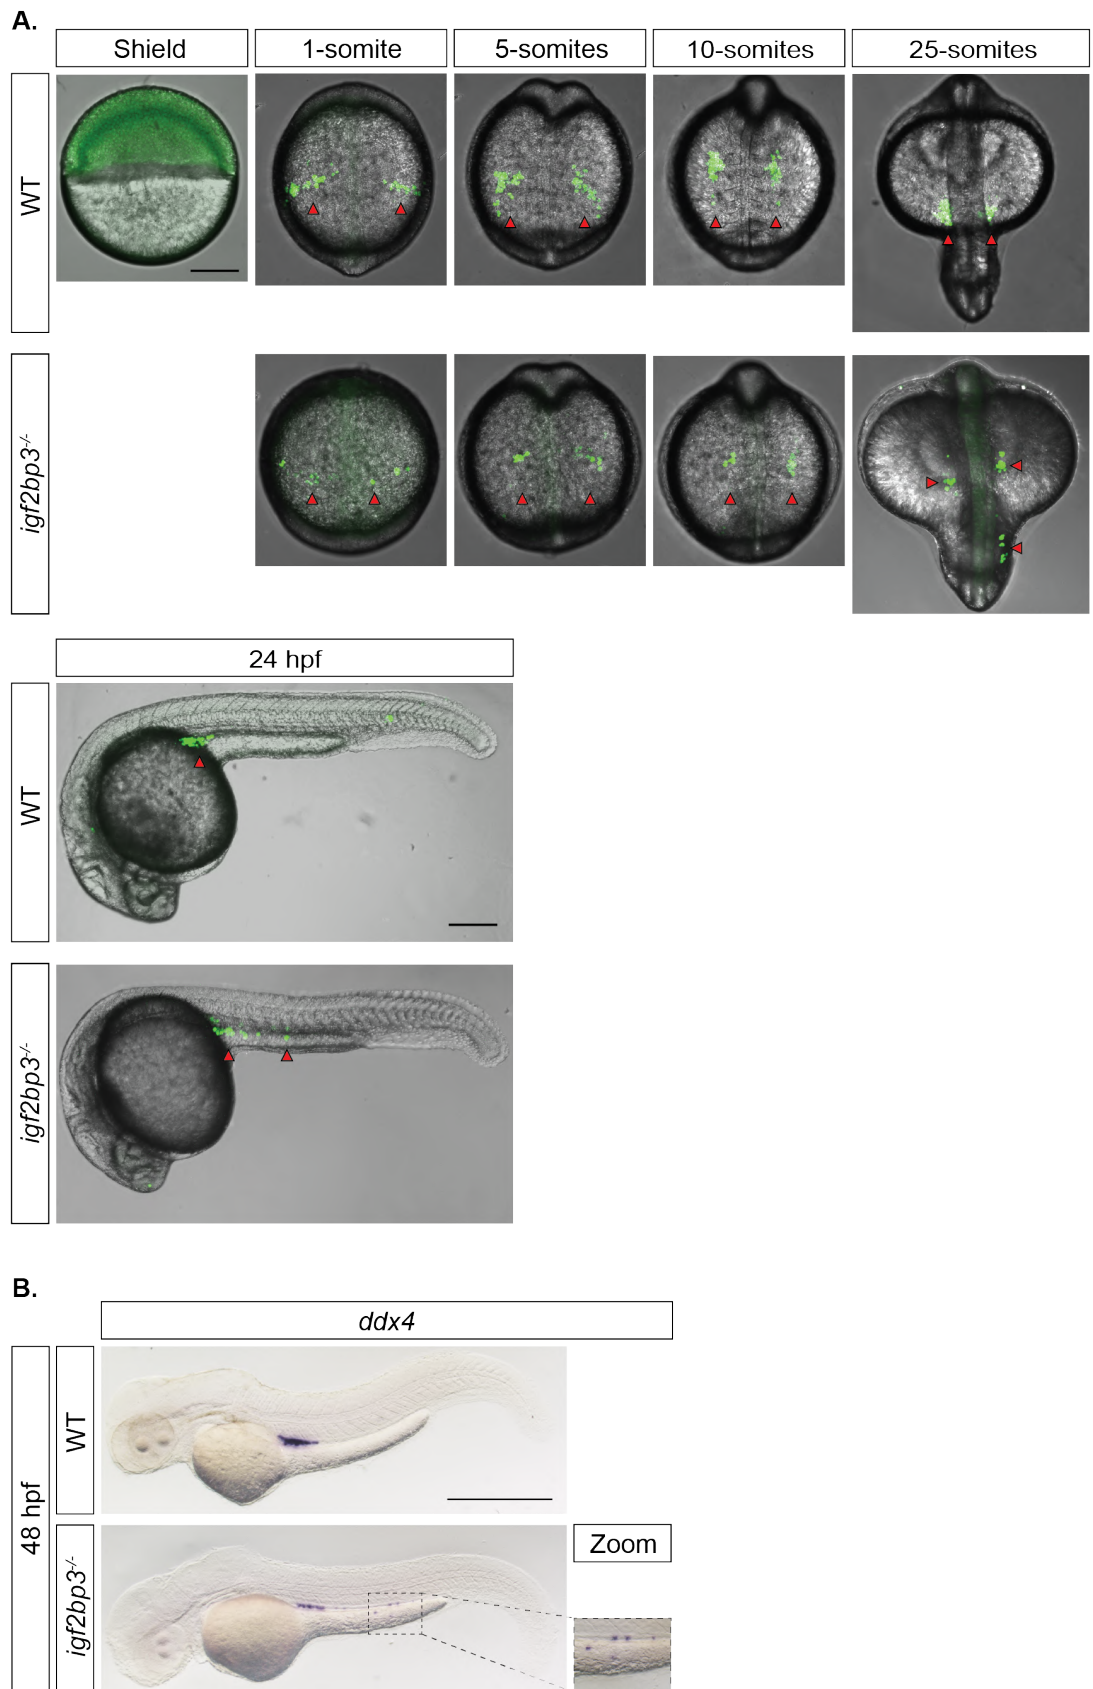 A.
Shield
1-somite
5-somites
10-somites
25-somites
WT
igf2bp3-/-
24 hpf
WT
igf2bp3-/-
B.
ddx4
48 hpf
WT
igf2bp3-/-
Zoom